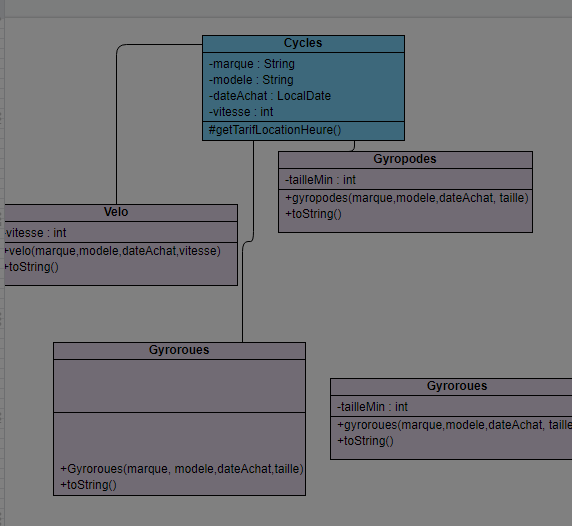 Cycles
-marque : String
-modele : String
-dateAchat : LocalDate
-vitesse : int
#getTarifLocationHeure()
Gyropodes
-tailleMin : int
+gyropodes(marque,modele,dateAchat, taille)
+toString()
Velo
-vitesse : int
+velo(marque,modele,dateAchat,vitesse)
+toString()
Gyroroues
+Gyroroues(marque, modele,dateAchat,taille)
+toString()
Gyroroues
-tailleMin : int
+gyroroues(marque,modele,dateAchat, taille
+toString()